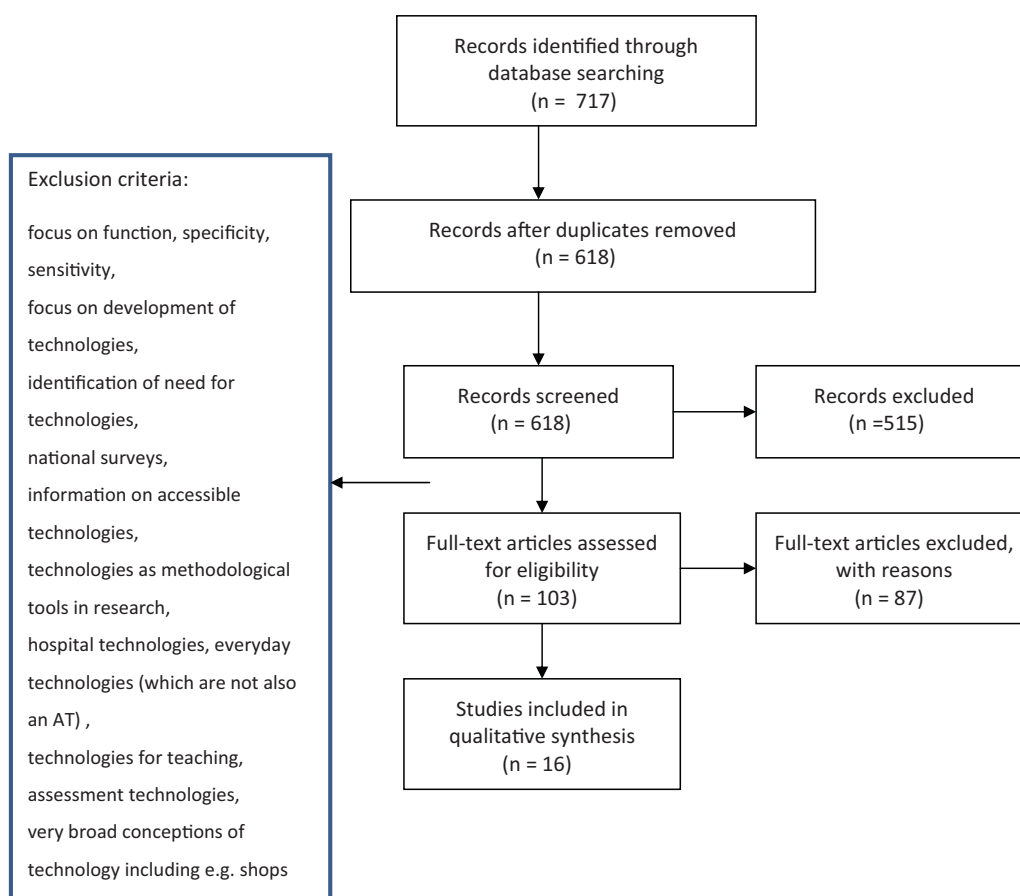 Records identified through
database searching
(n = 717)
Records after duplicates removed
(n = 618)
Records screened
(n = 618)
Records excluded
(n =515)
Full-text articles assessed
for eligibility
(n = 103)
Full-text articles excluded,
with reasons
(n = 87)
Studies included in
qualitative synthesis
(n = 16)
Exclusion criteria:
focus on function, specificity,
sensitivity,
focus on development of
technologies,
identification of need for
technologies,
national surveys,
information on accessible
technologies,
technologies as methodological
tools in research,
hospital technologies, everyday
technologies (which are not also
an AT) ,
technologies for teaching,
assessment technologies,
very broad conceptions of
technology including e.g. shops